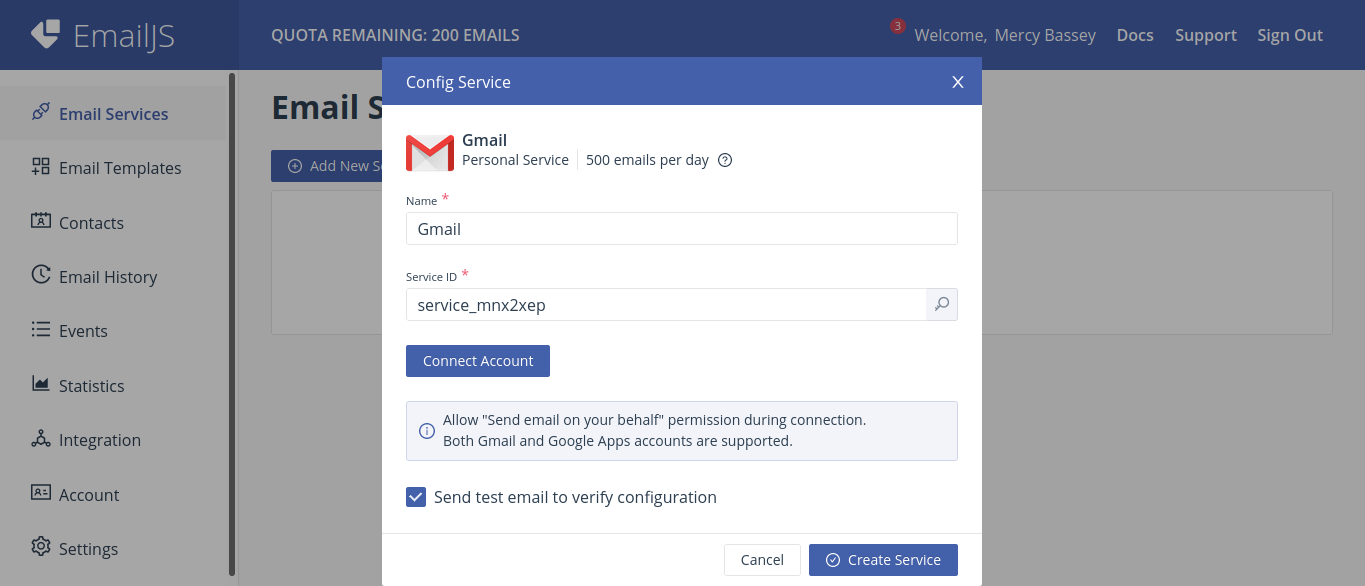 EmailJS
QUOTA REMAINING: 200 EMAILS
3
Welcome, Mercy Bassey
Docs
Support
Sign Out
Email Services
Email Templates
Contacts
Email History
Events
Statistics
Integration
Account
Settings
Email S
Add New Se
Config Service
X
Gmail
Personal Service
500 emails per day
?
Name *
Gmail
Service ID *
service_mnx2xep
Connect Account
Allow "Send email on your behalf" permission during connection.
Both Gmail and Google Apps accounts are supported.
Send test email to verify configuration
Cancel
Create Service